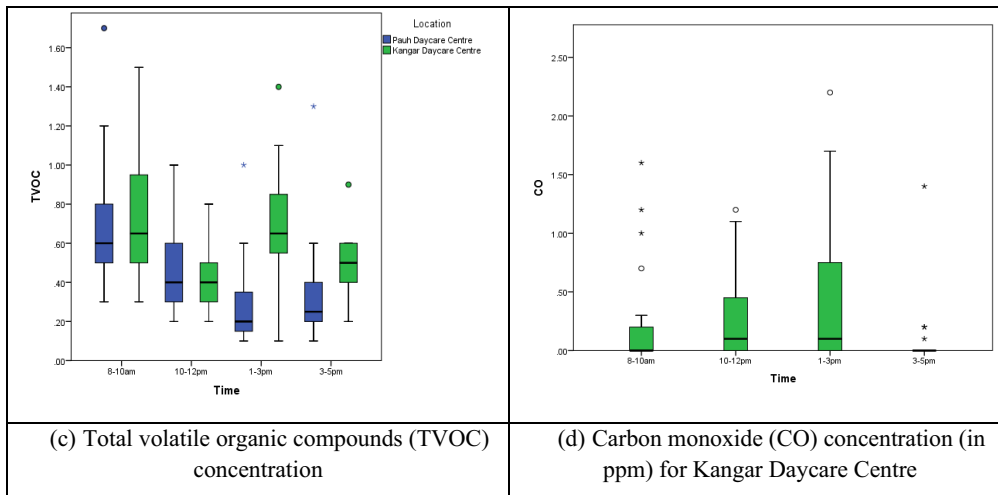 Location
Pauh Daycare Centre
Kangar Daycare Centre
1.60
1.40
1.20
1.00
.80
.60
.40
.20
.00
TVOC
8-10am
10-12pm
1-3pm
3-5pm
Time
2.50
2.00
1.50
1.00
.50
.00
CO
8-10am
10-12pm
1-3pm
3-5pm
Time
(c) Total volatile organic compounds (TVOC)
concentration
(d) Carbon monoxide (CO) concentration (in
ppm) for Kangar Daycare Centre